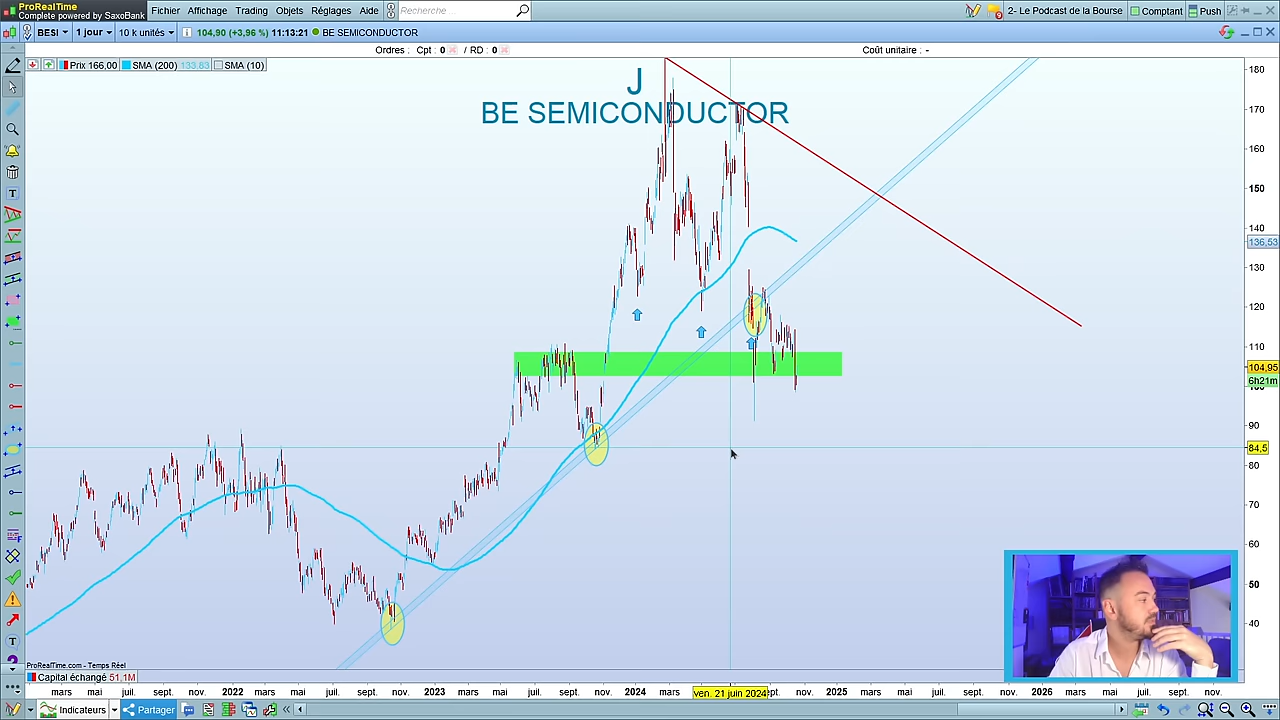 ProRealTime
Complete powered by SaxoBank
Fichier Affichage Trading Objets Réglages Aide
Recherche
2- Le Podcast de la Bourse Comptant Push
BESI 1 jour 10 k unités 104,90 (+3,96 %) 11:13:21 BE SEMICONDUCTOR
Ordres : Cpt : 0 / RD : 0 Coût unitaire : -
Prix 166,00 SMA (200) 133.83 SMA (10)
J
BE SEMICONDUCTOR
180
170
160
150
140
136,53
130
120
110
104,95
6h21m
90
84,5
80
70
60
50
40
ProRealTime.com - Temps Réel
Capital échangé 51.1M
mars mai juil. sept. nov. 2022 mars mai juil. sept. nov. 2023 mars mai juil. sept. nov. 2024 mars ven. 21 juin 2024 sept. nov. 2025 mars mai juil. sept. nov. 2026 mars mai juil. sept. nov.
Indicateurs Partager